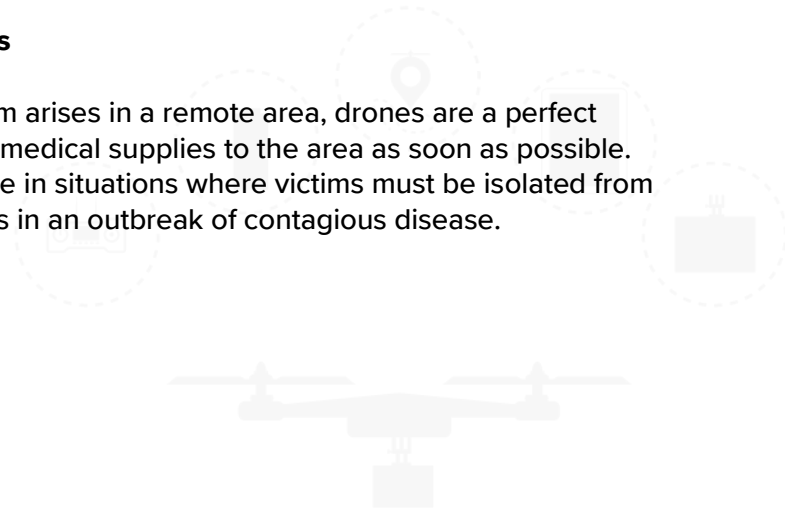 s
m arises in a remote area, drones are a perfect
medical supplies to the area as soon as possible.
e in situations where victims must be isolated from
s in an outbreak of contagious disease.